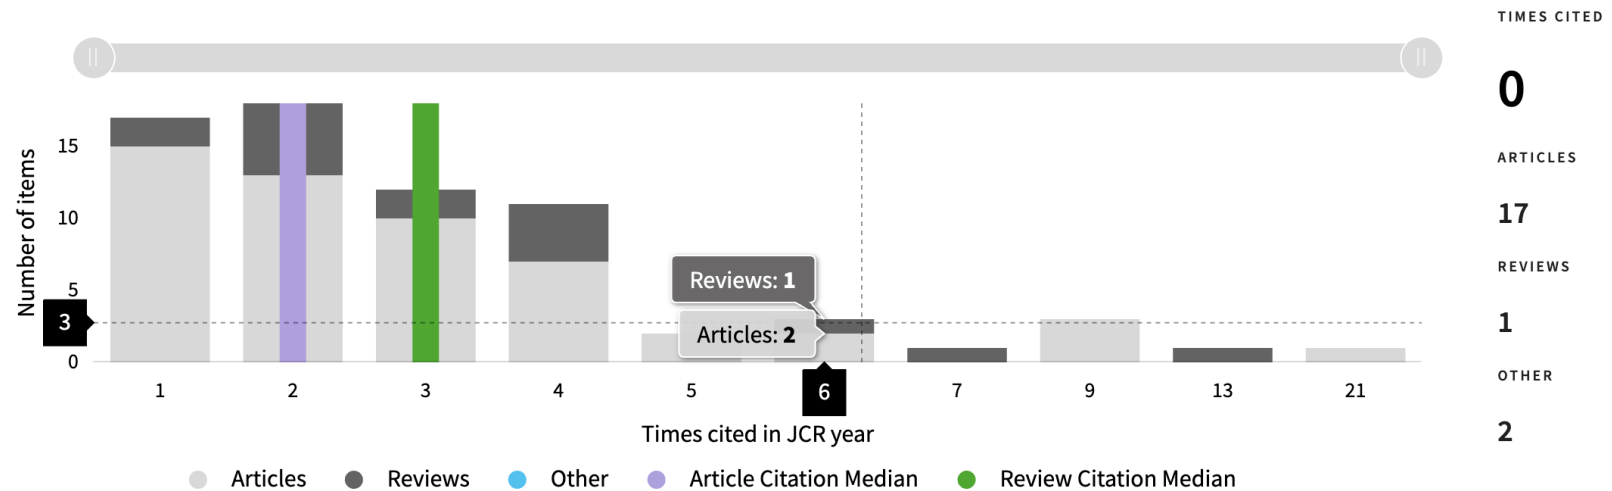 TIMES CITED
0
ARTICLES
17
REVIEWS
1
OTHER
2
Number of items
15
10
5
3
0
Reviews: 1
Articles: 2
1 2 3 4 5 6 7 9 13 21
Times cited in JCR year
Articles Reviews Other Article Citation Median Review Citation Median